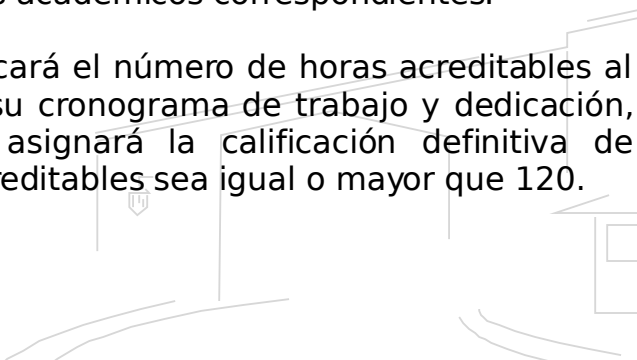 académicos correspondientes.
cará el número de horas acreditables al
su cronograma de trabajo y dedicación,
asignará la calificación definitiva de
reditables sea igual o mayor que 120.